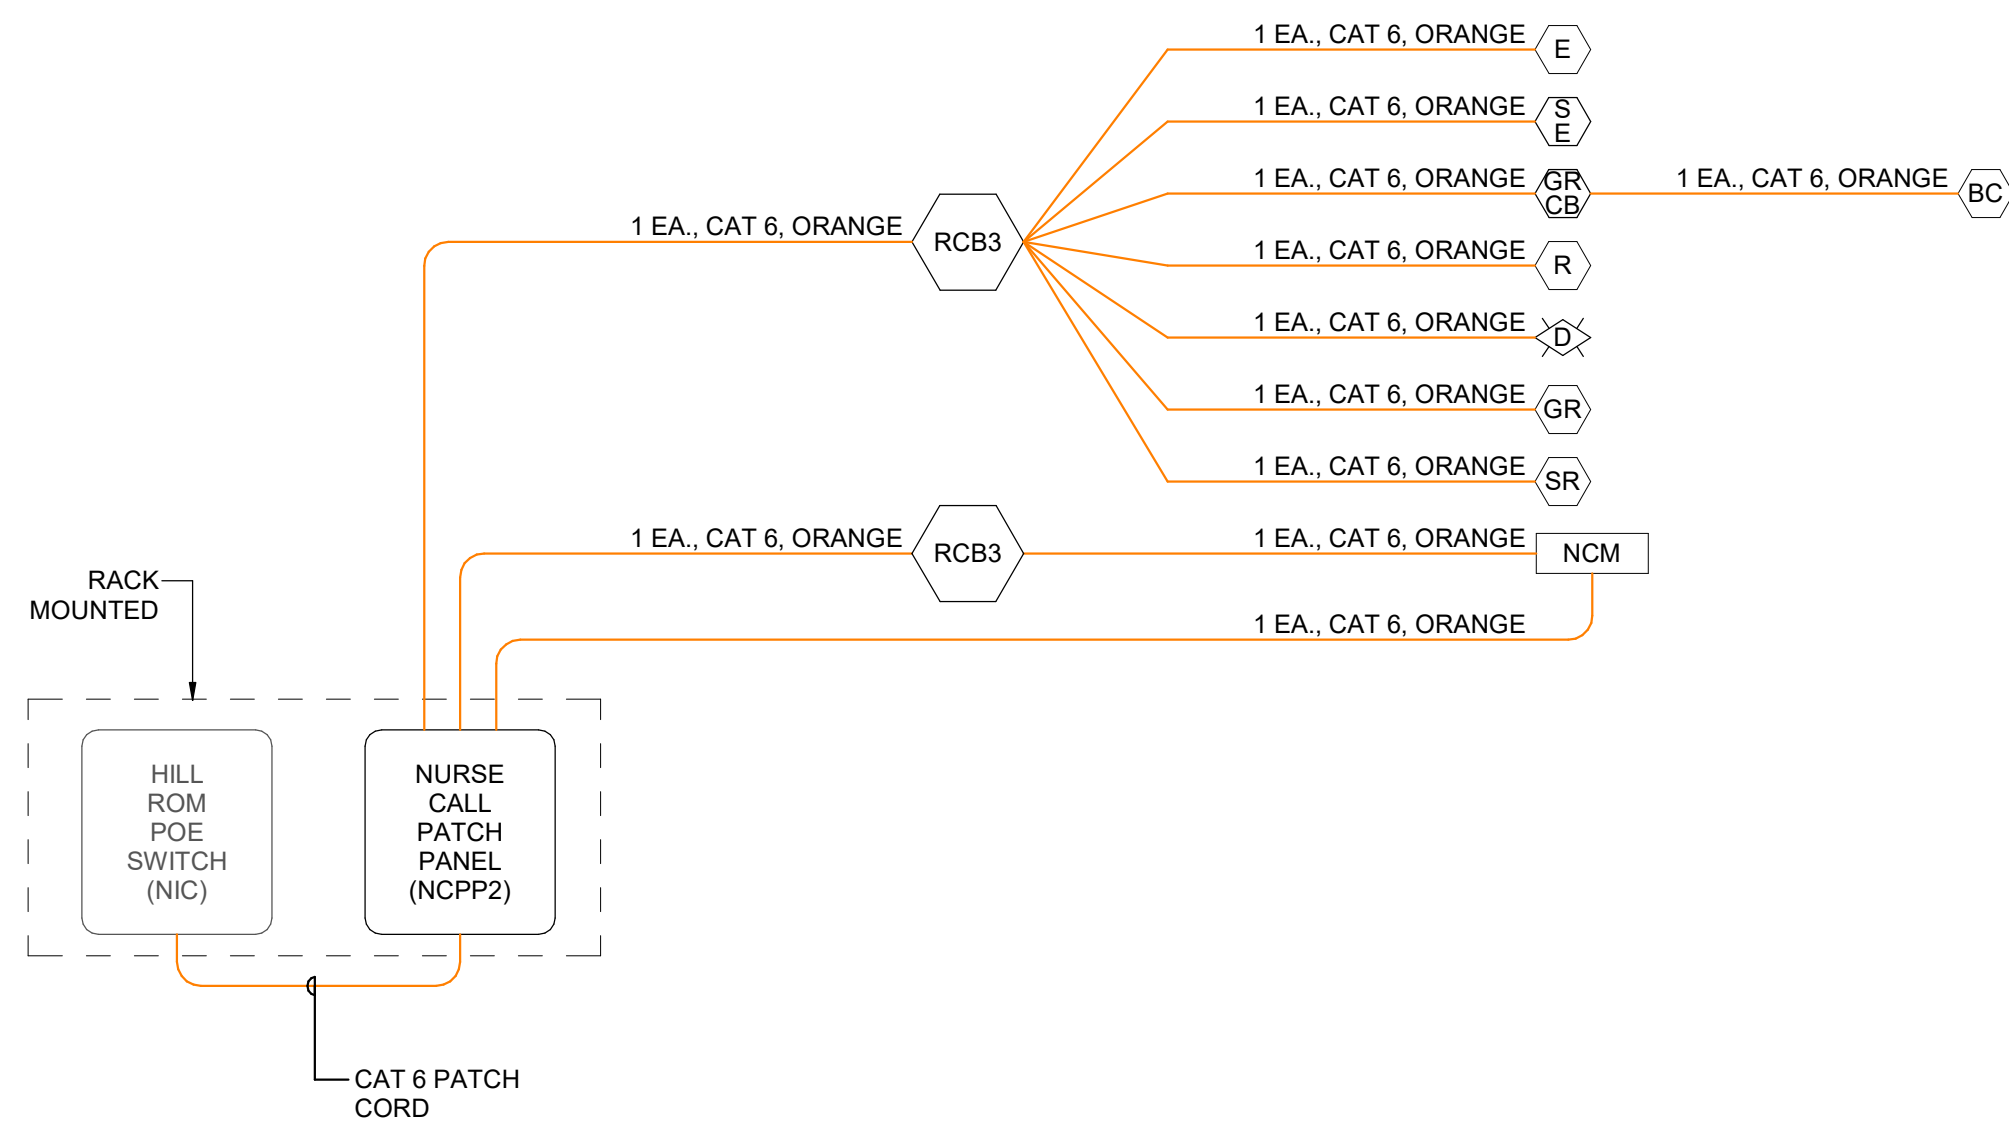 1 EA., CAT 6, ORANGE
E
1 EA., CAT 6, ORANGE
S
E
1 EA., CAT 6, ORANGE
GR
CB
1 EA., CAT 6, ORANGE
BC
1 EA., CAT 6, ORANGE
RCB3
1 EA., CAT 6, ORANGE
R
1 EA., CAT 6, ORANGE
D
1 EA., CAT 6, ORANGE
GR
1 EA., CAT 6, ORANGE
SR
1 EA., CAT 6, ORANGE
RCB3
1 EA., CAT 6, ORANGE
NCM
1 EA., CAT 6, ORANGE
RACK
MOUNTED
HILL
ROM
POE
SWITCH
(NIC)
NURSE
CALL
PATCH
PANEL
(NCPP2)
CAT 6 PATCH
CORD